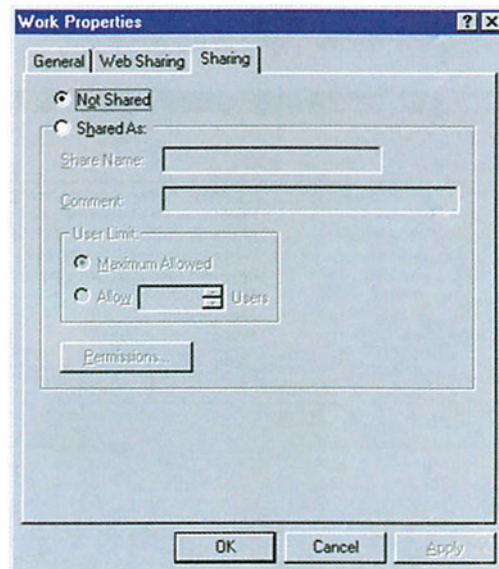 Work Properties ? X
General Web Sharing Sharing
Not Shared
Shared As:
Share Name:
Comment:
User Limit:
Maximum Allowed
Allow Users
Permissions...
OK Cancel Apply